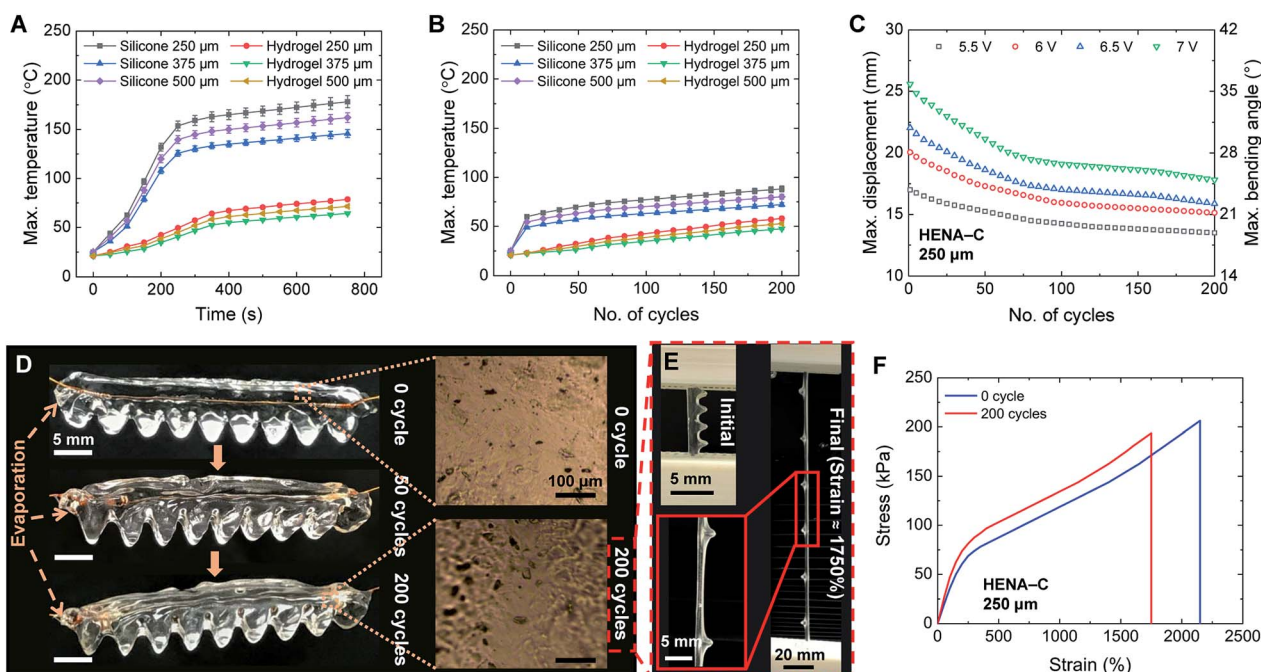 A
Max. temperature (°C)
250
200
150
100
50
0
Silicone 250 µm
Silicone 375 µm
Silicone 500 µm
Hydrogel 250 µm
Hydrogel 375 µm
Hydrogel 500 µm
0 200 400 600 800
Time (s)
B
Max. temperature (°C)
250
200
150
100
50
0
Silicone 250 µm
Silicone 375 µm
Silicone 500 µm
Hydrogel 250 µm
Hydrogel 375 µm
Hydrogel 500 µm
0 50 100 150 200
No. of cycles
C
Max. displacement (mm)
30
26
22
18
14
10
5.5 V 6 V 6.5 V 7 V
HENA–C
250 µm
42
35
28
21
14
Max. bending angle (°)
0 50 100 150 200
No. of cycles
D
Evaporation
5 mm
0 cycle
50 cycles
200 cycles
100 µm
0 cycle
200 cycles
E
Initial
5 mm
Final (Strain ≈ 1750%)
5 mm
20 mm
F
Stress (kPa)
250
200
150
100
50
0
0 cycle
200 cycles
HENA–C
250 µm
0 500 1000 1500 2000 2500
Strain (%)